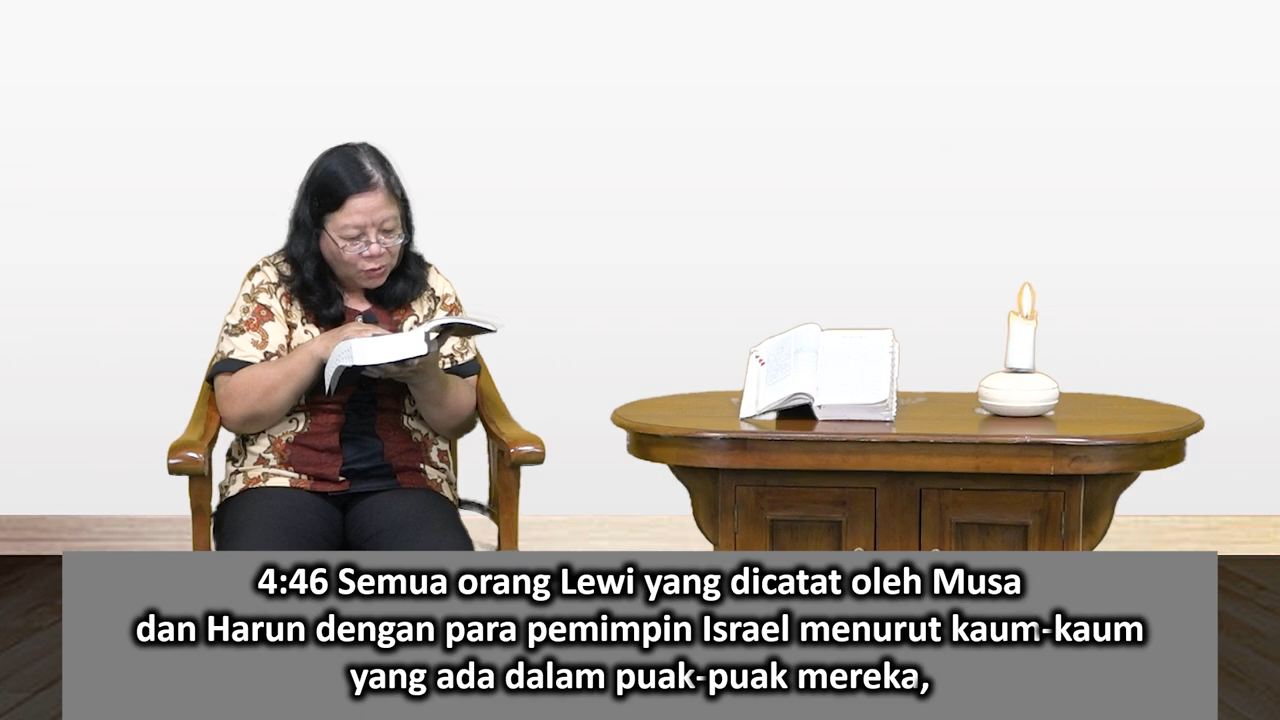 4:46 Semua orang Lewi yang dicatat oleh Musa
dan Harun dengan para pemimpin Israel menurut kaum-kaum
yang ada dalam puak-puak mereka,